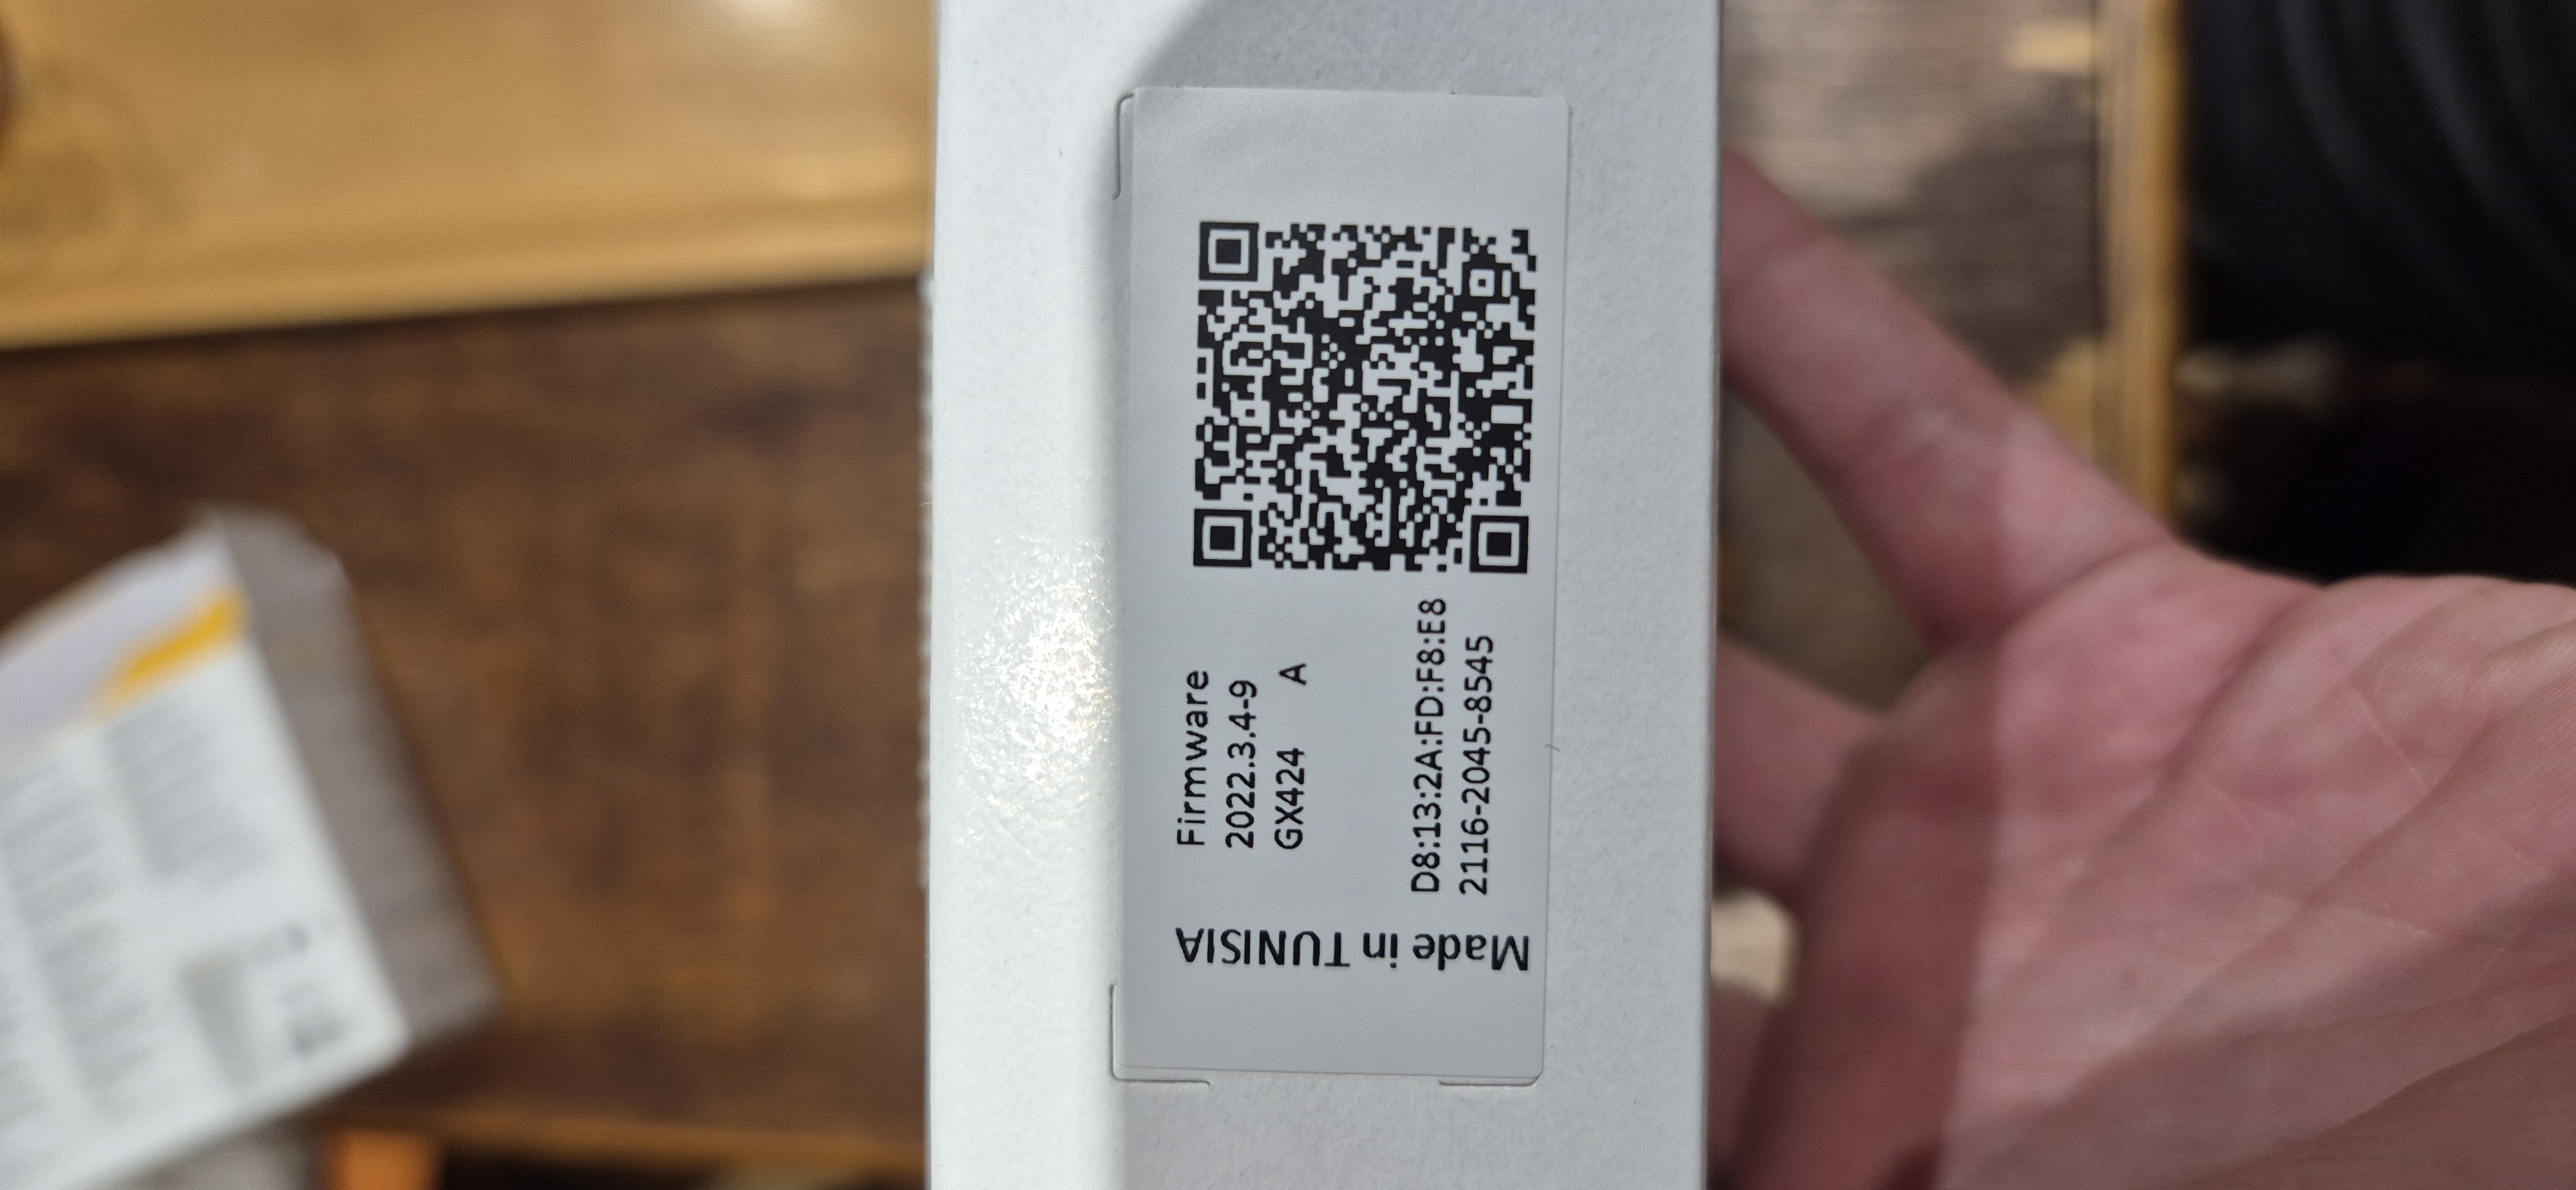 Firmware
2022.3.4-9
GX424 A
D8:13:2A:FD:F8:E8
2116-2045-8545
Made in TUNISIA